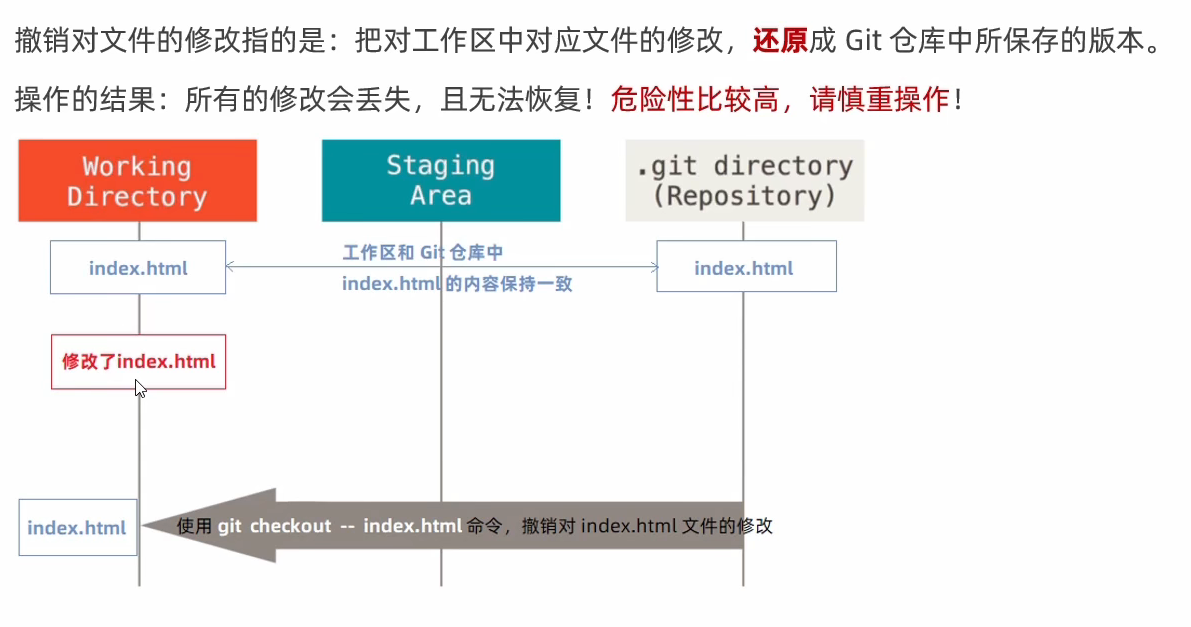 撤销对文件的修改指的是：把对工作区中对应文件的修改，还原成 Git 仓库中所保存的版本。
操作的结果：所有的修改会丢失，且无法恢复！危险性比较高，请慎重操作！
Working
Directory
Staging
Area
.git directory
(Repository)
index.html
工作区和 Git 仓库中
index.html 的内容保持一致
index.html
修改了index.html
index.html
使用 git checkout -- index.html 命令，撤销对 index.html 文件的修改